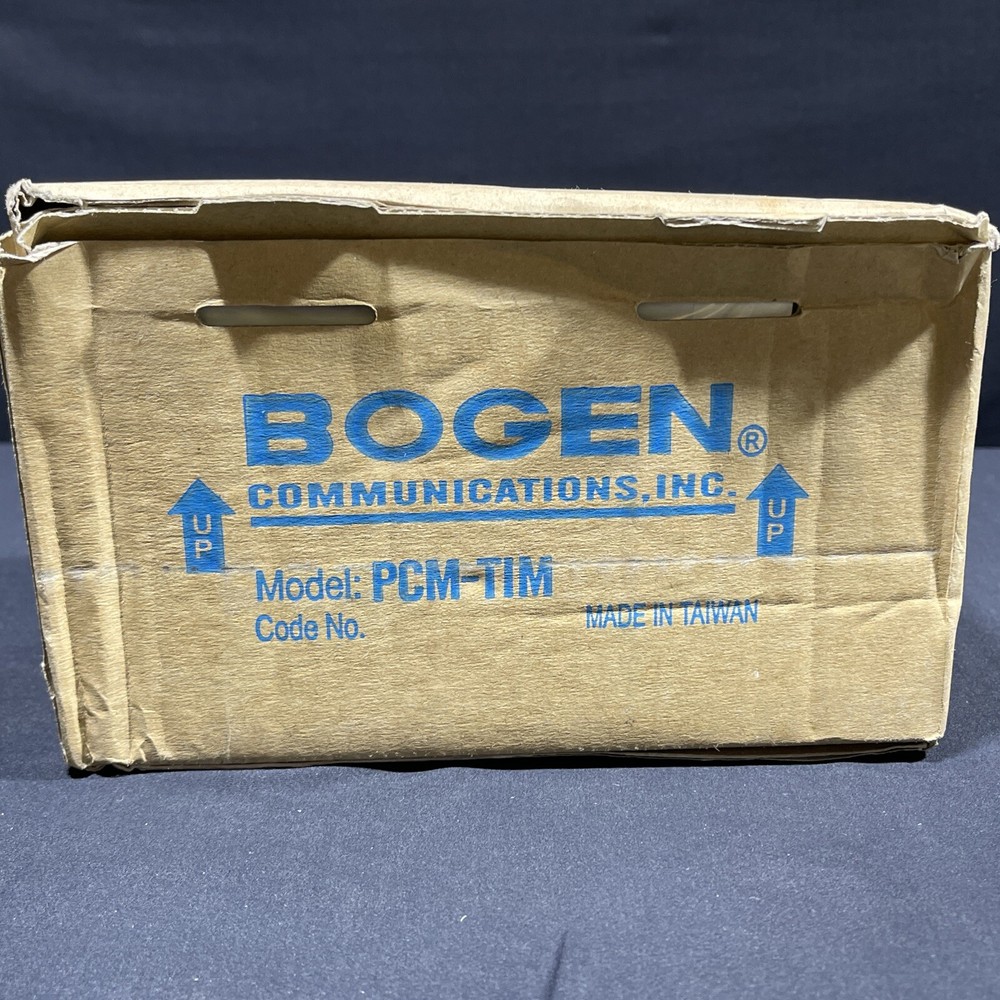 BOGEN®
COMMUNICATIONS, INC.
UP
UP
Model: PCM-TIM
Code No.
MADE IN TAIWAN